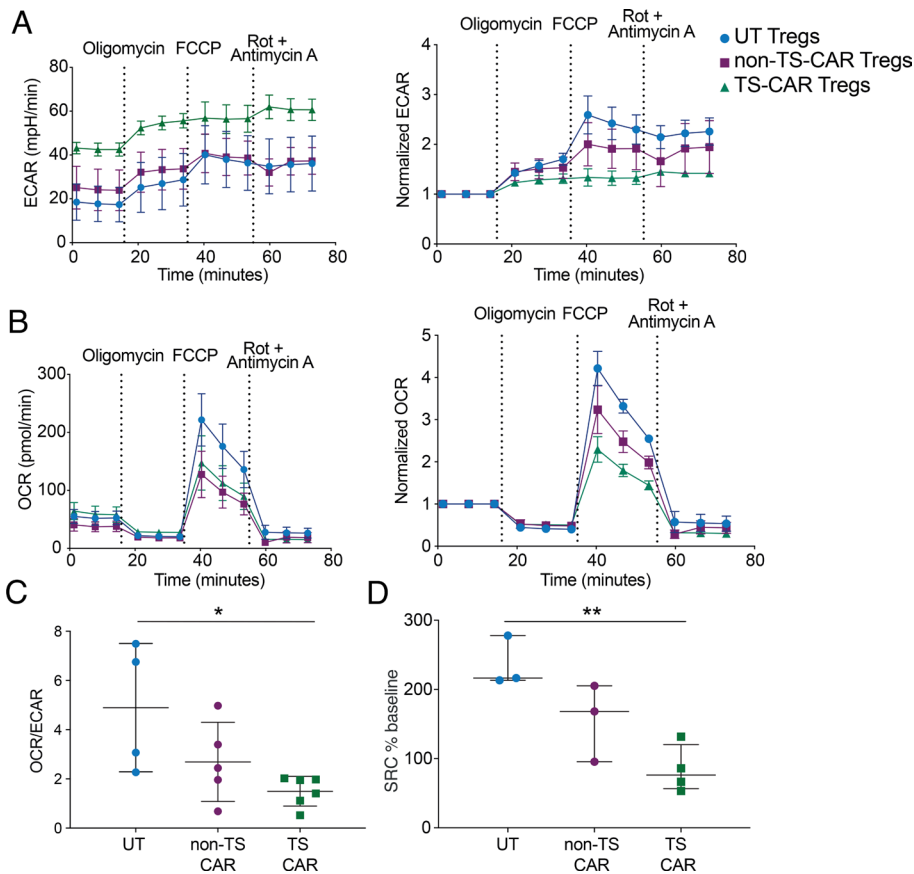 A
Oligomycin
FCCP
Rot +
Antimycin A
ECAR (mpH/min)
80
60
40
20
0
0
20
40
60
80
Time (minutes)
Rot +
Antimycin A
Oligomycin
FCCP
Normalized ECAR
4
3
2
1
0
0
20
40
60
80
Time (minutes)
UT Tregs
non-TS-CAR Tregs
TS-CAR Tregs
B
Oligomycin
FCCP
Rot +
Antimycin A
OCR (pmol/min)
300
200
100
0
0
20
40
60
80
Time (minutes)
Oligomycin
FCCP
Rot +
Antimycin A
Normalized OCR
5
4
3
2
1
0
0
20
40
60
80
Time (minutes)
C
*
OCR/ECAR
8
6
4
2
0
UT
non-TS
CAR
TS
CAR
D
**
SRC % baseline
300
200
100
0
UT
non-TS
CAR
TS
CAR